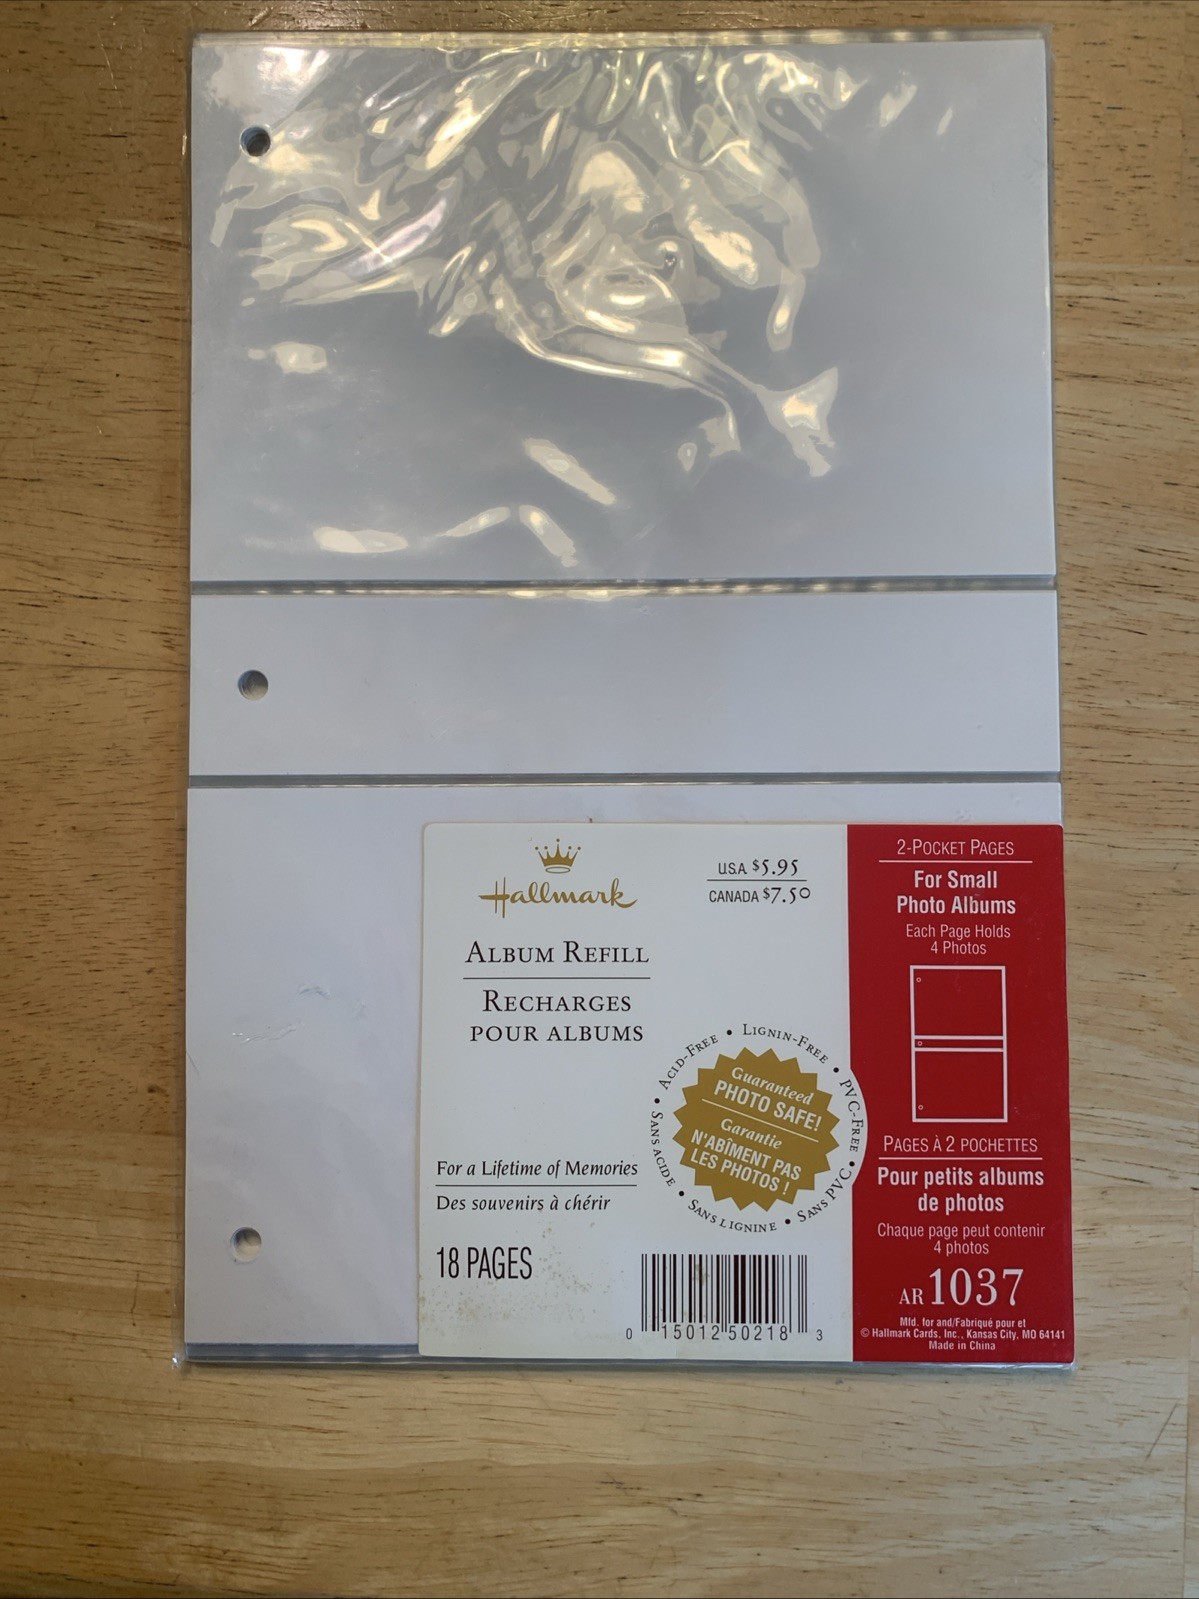 Hallmark
U.S.A. $5.95
CANADA $7.50
ALBUM REFILL
RECHARGES
POUR ALBUMS
ACID-FREE • LIGNIN-FREE • PVC-FREE •
SANS PVC • SANS LIGNINE • SANS ACIDE •
Guaranteed
PHOTO SAFE!
Garantie
N'ABÎMENT PAS
LES PHOTOS !
For a Lifetime of Memories
Des souvenirs à chérir
18 PAGES
0 15012 50218 3
2-POCKET PAGES
For Small
Photo Albums
Each Page Holds
4 Photos
PAGES À 2 POCHETTES
Pour petits albums
de photos
Chaque page peut contenir
4 photos
AR 1037
Mfd. for and/Fabriqué pour et
© Hallmark Cards, Inc., Kansas City, MO 64141
Made in China